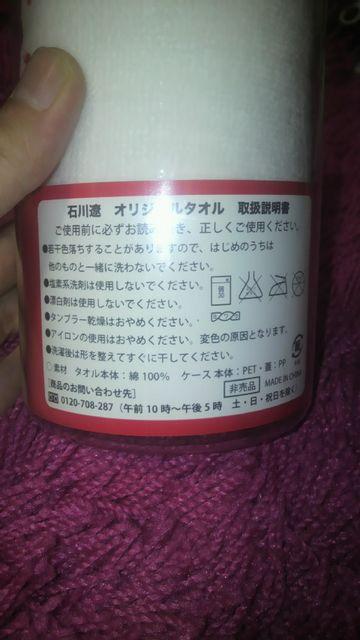 石川遼 オリジナルタオル 取扱説明書
ご使用前に必ずお読み頂き、正しくご使用ください。
●若干色落ちすることがありますので、はじめのうちは
他のものと一緒に洗わないでください。
●塩素系洗剤は使用しないでください。
●漂白剤は使用しないでください。
●タンブラー乾燥はおやめください。
●アイロンの使用はおやめください。変色の原因となります。
●洗濯後は形を整えてすぐに干してください。
○素材 タオル本体：綿100% ケース本体：PET・蓋：PP
[商品のお問い合わせ先] 非売品 MADE IN CHINA
0120-708-287（午前10時〜午後5時 土・日・祝日を除く）